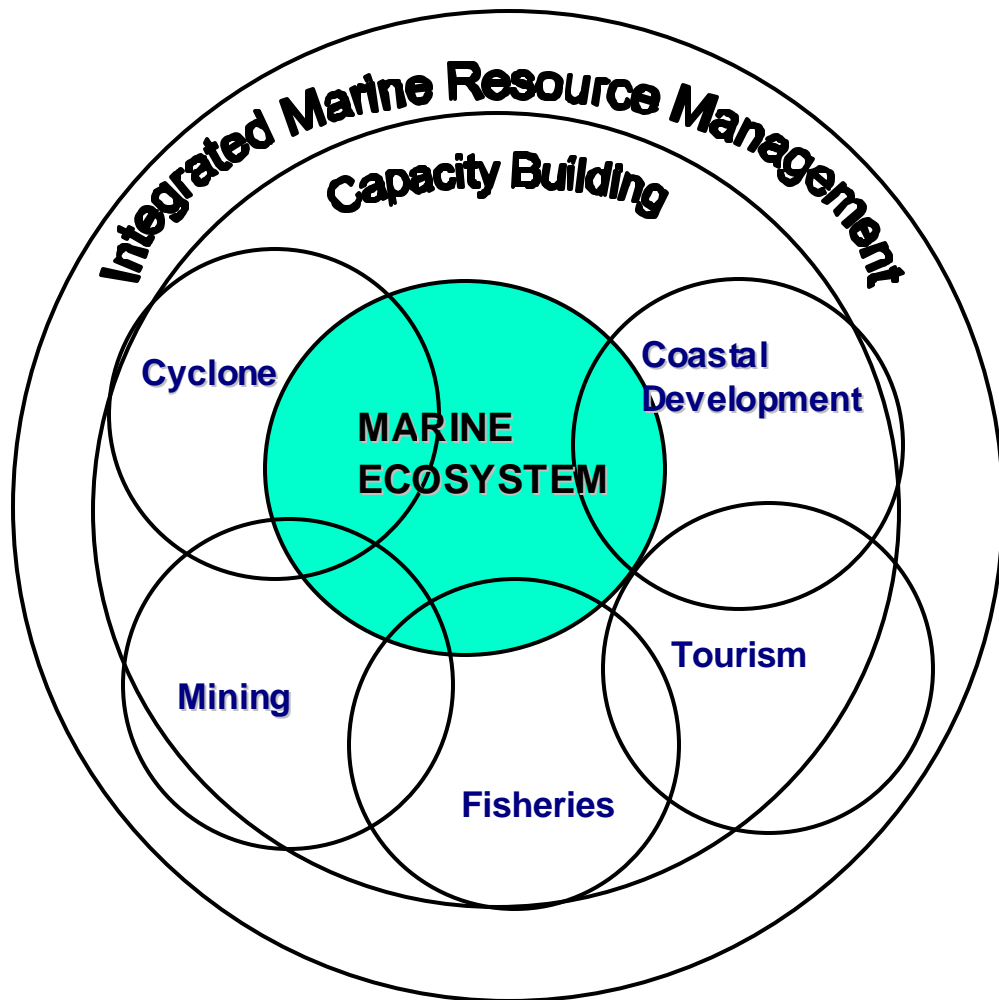 Integrated Marine Resource Management
Capacity Building
Cyclone
Coastal
Development
MARINE
ECOSYSTEM
Tourism
Mining
Fisheries